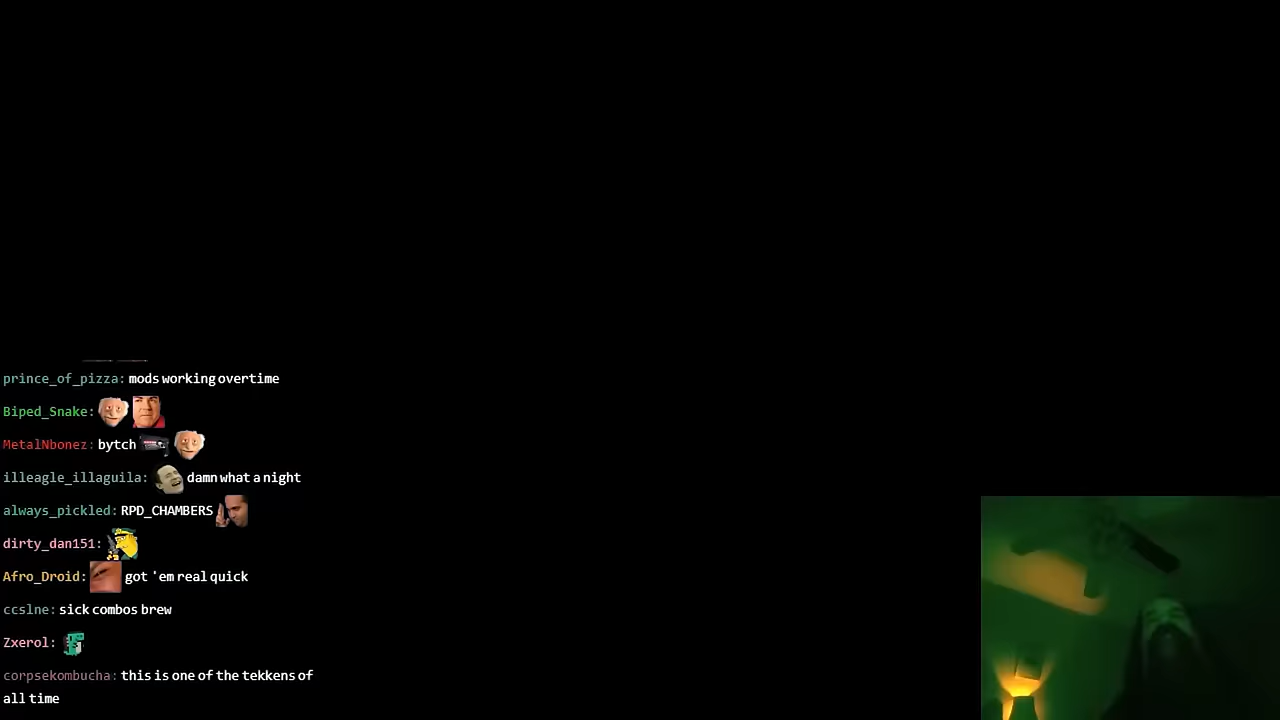 prince_of_pizza: mods working overtime
Biped_Snake:
MetalNbonez: bytch
illeagle_illaguila: damn what a night
always_pickled: RPD_CHAMBERS
dirty_dan151:
Afro_Droid: got 'em real quick
ccslne: sick combos brew
Zxerol:
corpsekombucha: this is one of the tekkens of
all time